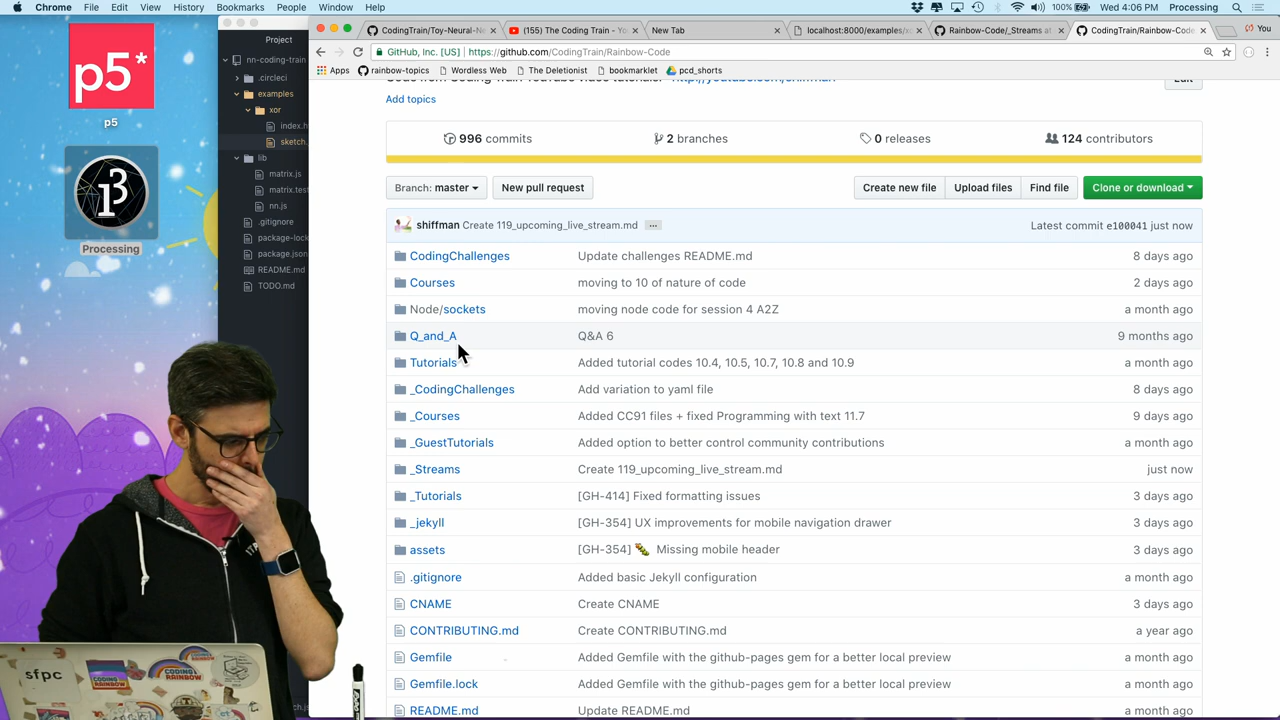 Chrome File Edit View History Bookmarks People Window Help 100% Wed 4:06 PM Processing
p5*
p5
Processing
Project
nn-coding-train
.circleci
examples
xor
index.h
sketch.
lib
matrix.js
matrix.test
nn.js
.gitignore
package-lock
package.json
README.md
TODO.md
CodingTrain/Toy-Neural-Ne
(155) The Coding Train - Yo
New Tab
localhost:8000/examples/xo
Rainbow-Code/_Streams at
CodingTrain/Rainbow-Code
You
GitHub, Inc. [US] | https://github.com/CodingTrain/Rainbow-Code
Apps rainbow-topics Wordless Web The Deletionist bookmarklet pcd_shorts
Add topics
Edit
996 commits 2 branches 0 releases 124 contributors
Branch: master New pull request Create new file Upload files Find file Clone or download
shiffman Create 119_upcoming_live_stream.md ... Latest commit e100041 just now
CodingChallenges Update challenges README.md 8 days ago
Courses moving to 10 of nature of code 2 days ago
Node/sockets moving node code for session 4 A2Z a month ago
Q_and_A Q&A 6 9 months ago
Tutorials Added tutorial codes 10.4, 10.5, 10.7, 10.8 and 10.9 a month ago
_CodingChallenges Add variation to yaml file 8 days ago
_Courses Added CC91 files + fixed Programming with text 11.7 9 days ago
_GuestTutorials Added option to better control community contributions a month ago
_Streams Create 119_upcoming_live_stream.md just now
_Tutorials [GH-414] Fixed formatting issues 3 days ago
_jekyll [GH-354] UX improvements for mobile navigation drawer 3 days ago
assets [GH-354] 🐛 Missing mobile header 3 days ago
.gitignore Added basic Jekyll configuration a month ago
CNAME Create CNAME 3 days ago
CONTRIBUTING.md Create CONTRIBUTING.md a year ago
Gemfile Added Gemfile with the github-pages gem for a better local preview a month ago
Gemfile.lock Added Gemfile with the github-pages gem for a better local preview a month ago
README.md Update README.md a month ago
sfpc
CODING RAINBOW